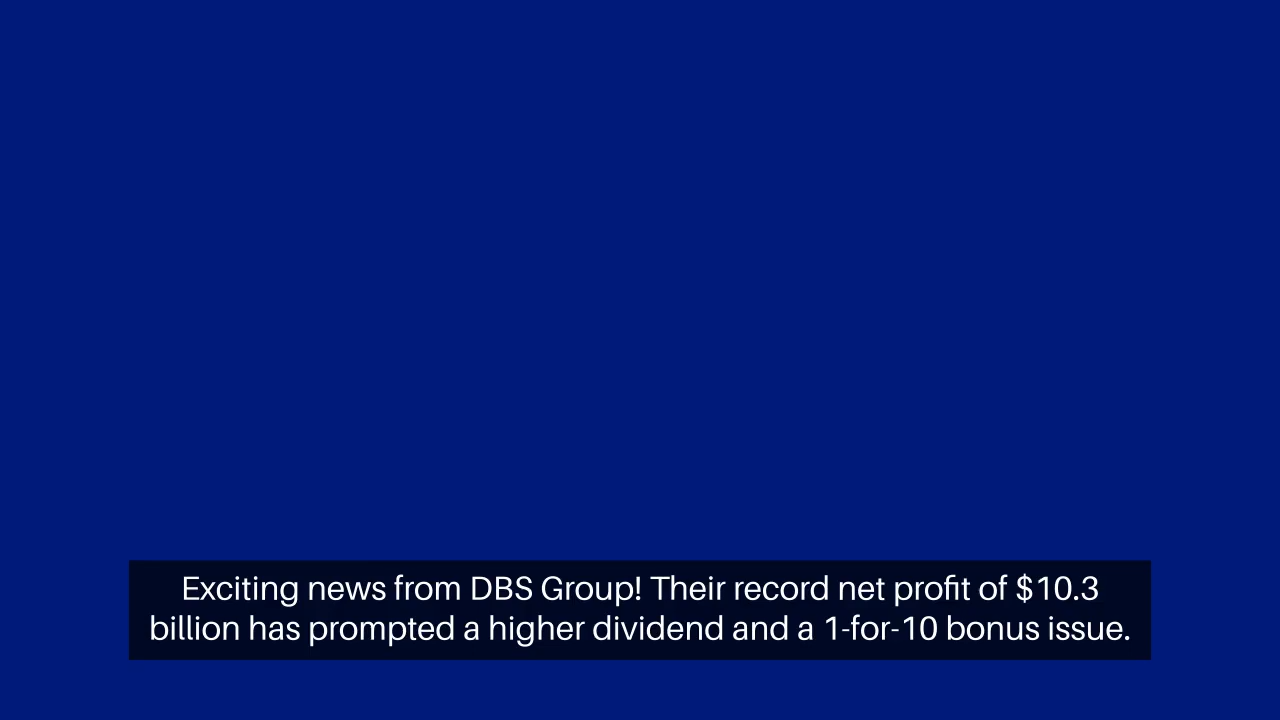 Exciting news from DBS Group! Their record net profit of $10.3
billion has prompted a higher dividend and a 1-for-10 bonus issue.